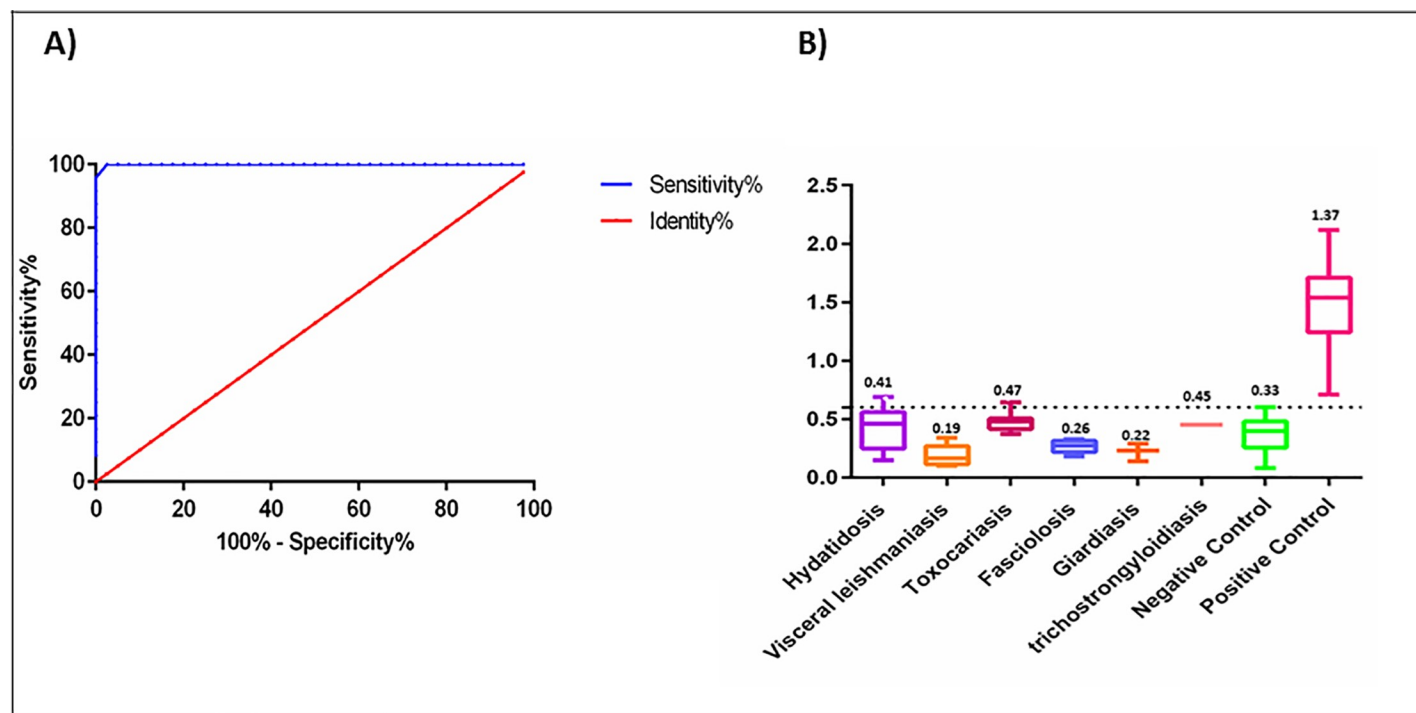 A)
100
80
60
40
20
0
Sensitivity%
0 20 40 60 80 100
100% - Specificity%
Sensitivity%
Identity%
B)
2.5
2.0
1.5
1.0
0.5
0.0
0.41
0.19
0.47
0.26
0.22
0.45
0.33
1.37
Hydatidosis
Visceral leishmaniasis
Toxocariasis
Fasciolosis
Giardiasis
trichostrongyloidiasis
Negative Control
Positive Control